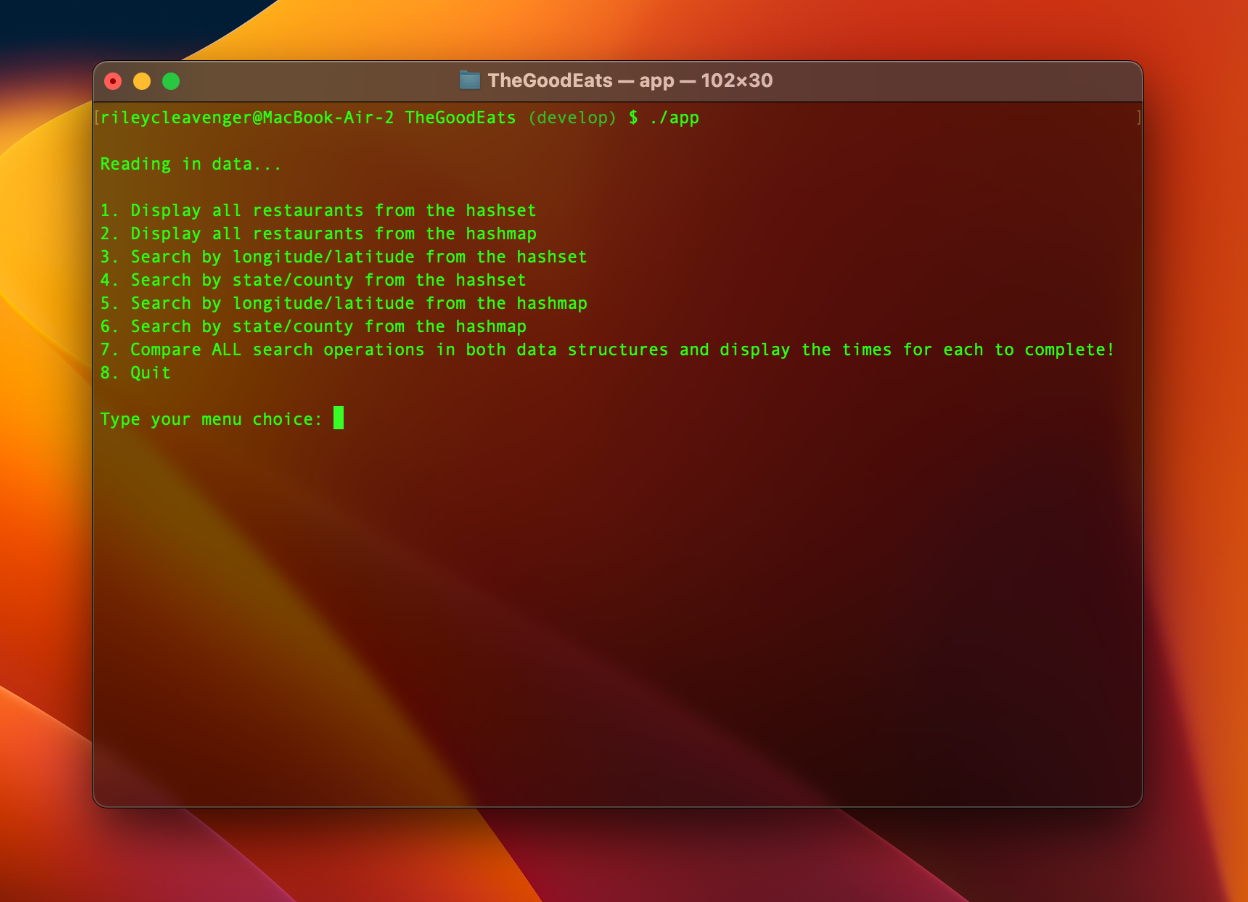 TheGoodEats — app — 102×30
[rileycleavenger@MacBook-Air-2 TheGoodEats (develop) $ ./app ]
Reading in data...
1. Display all restaurants from the hashset
2. Display all restaurants from the hashmap
3. Search by longitude/latitude from the hashset
4. Search by state/county from the hashset
5. Search by longitude/latitude from the hashmap
6. Search by state/county from the hashmap
7. Compare ALL search operations in both data structures and display the times for each to complete!
8. Quit
Type your menu choice: